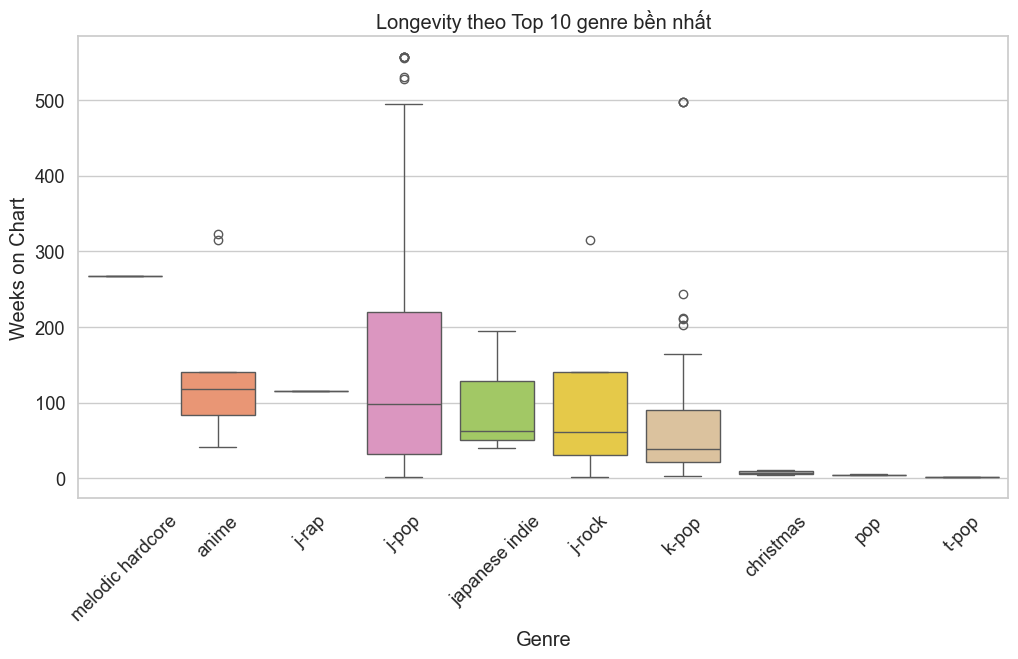 Longevity theo Top 10 genre bền nhất
Weeks on Chart
500
400
300
200
100
0
melodic hardcore
anime
j-rap
j-pop
japanese indie
j-rock
k-pop
christmas
pop
t-pop
Genre